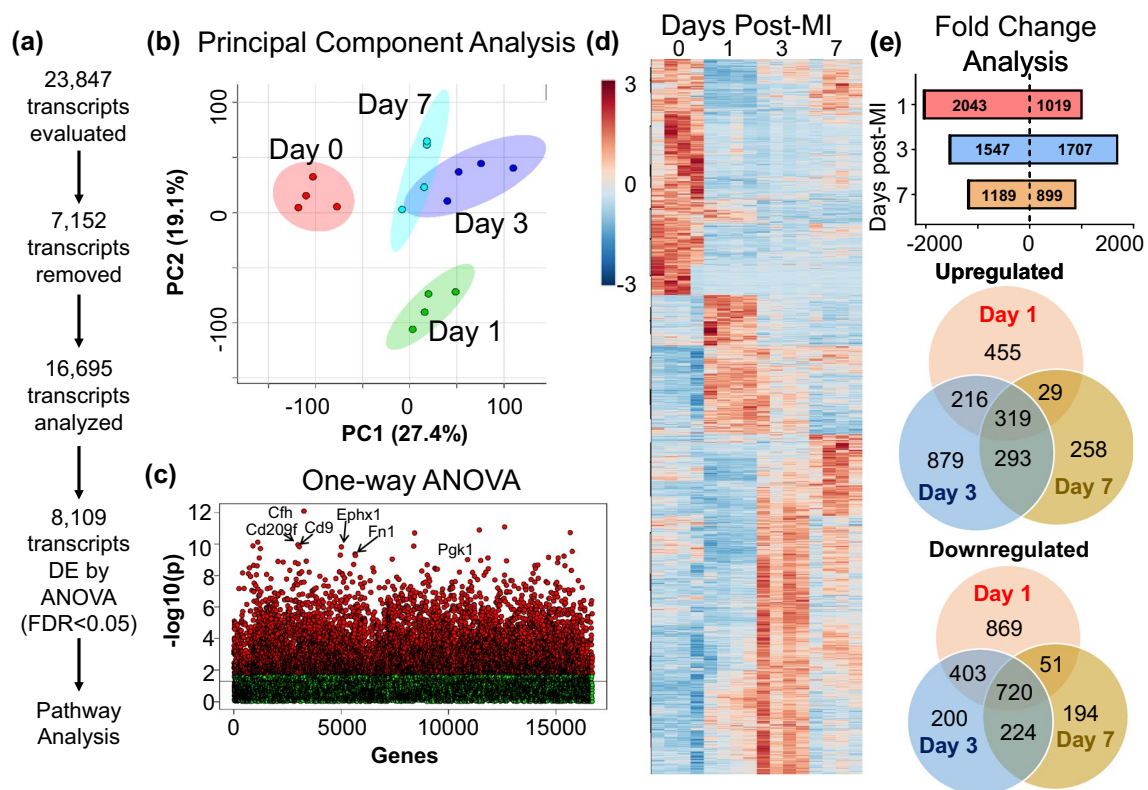 (a)
23,847
transcripts
evaluated
7,152
transcripts
removed
16,695
transcripts
analyzed
8,109
transcripts
DE by
ANOVA
(FDR<0.05)
Pathway
Analysis
(b) Principal Component Analysis
100
0
-100
PC2 (19.1%)
Day 0
Day 7
Day 3
Day 1
-100 0 100
PC1 (27.4%)
3
0
-3
(c) One-way ANOVA
12
10
8
6
4
2
0
-log10(p)
Cfh
Cd209f
Cd9
Ephx1
Fn1
Pgk1
0 5000 10000 15000
Genes
(d) Days Post-MI
0 1 3 7
(e) Fold Change
Analysis
Days post-MI
1 2043 1019
3 1547 1707
7 1189 899
-2000 0 2000
Upregulated
Day 1
455
216 29
319
879 293 258
Day 3 Day 7
Downregulated
Day 1
869
403 51
720
200 224 194
Day 3 Day 7